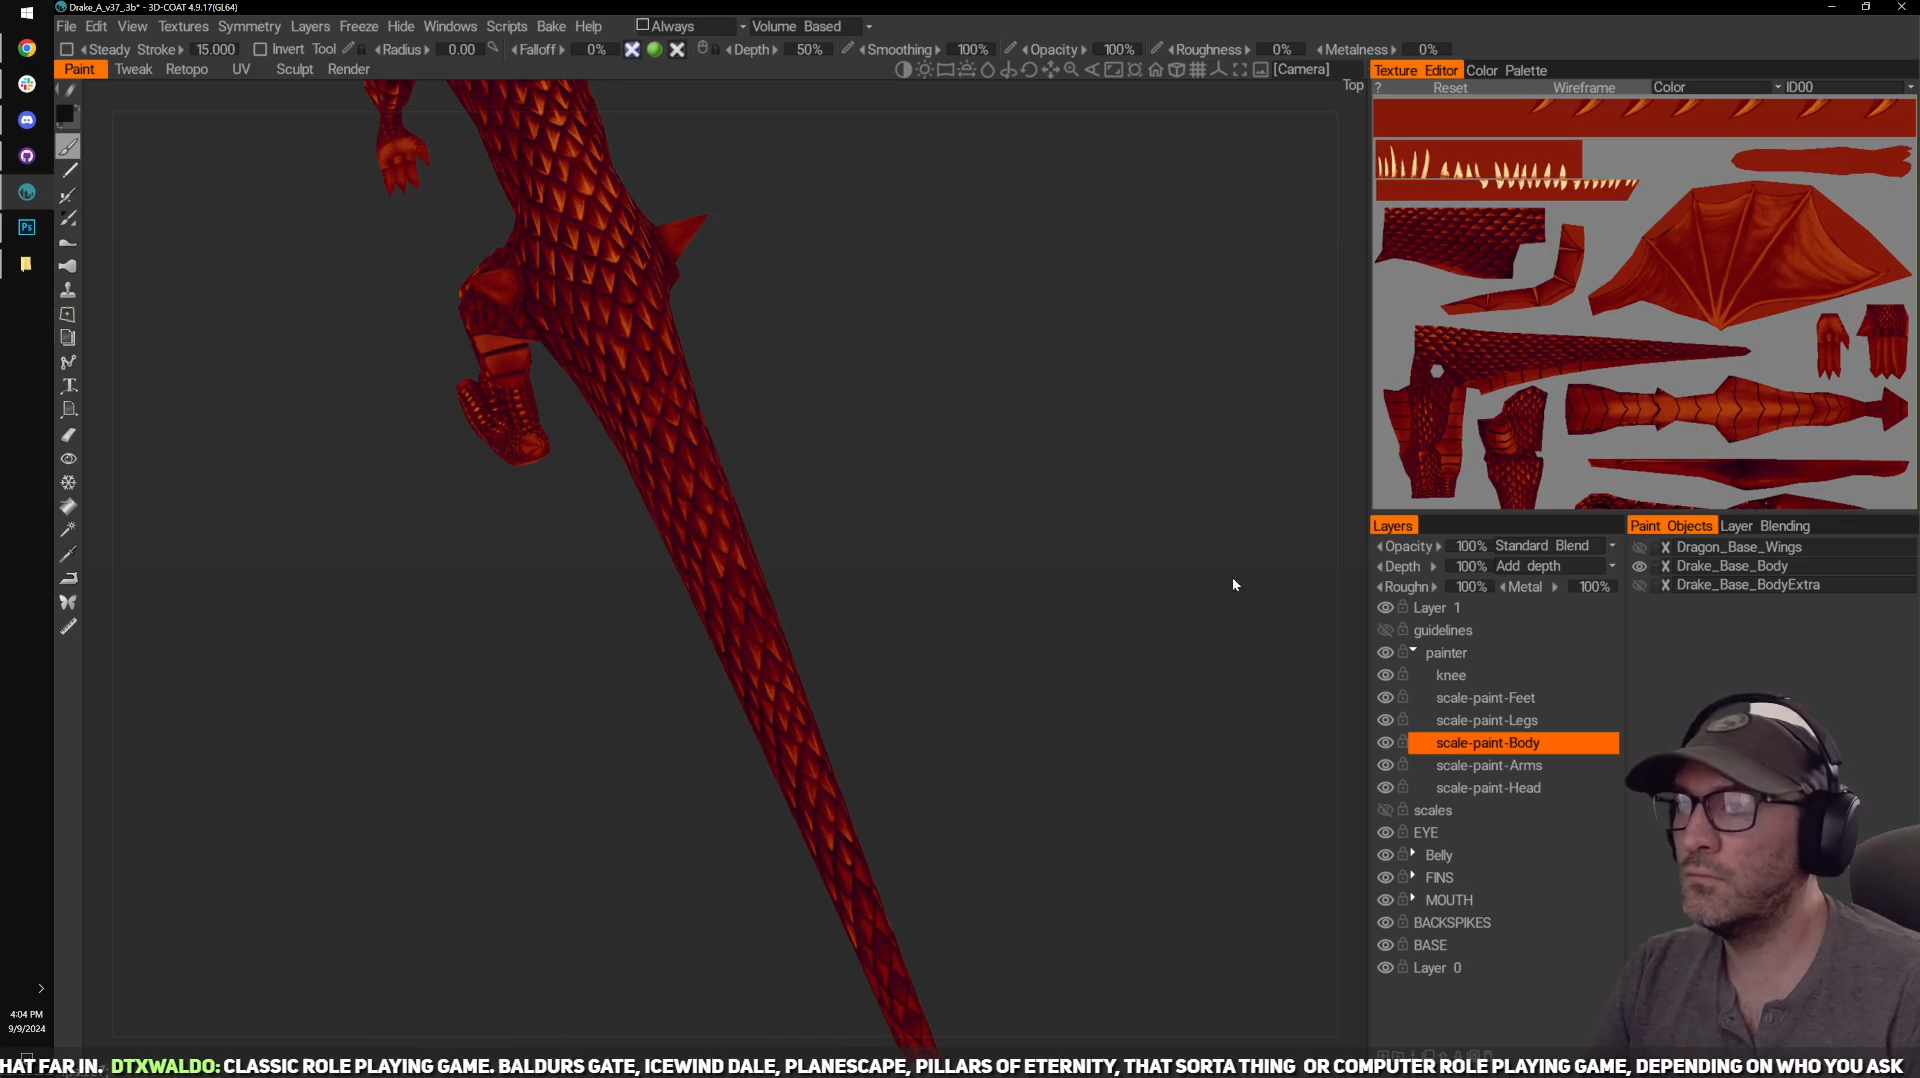 Drake_A_v37_.3b* - 3D-COAT 4.9.17(GL64)
File Edit View Textures Symmetry Layers Freeze Hide Windows Scripts Bake Help Always Volume Based
Steady Stroke 15.000 Invert Tool Radius 0.00 Falloff 0% Depth 50% Smoothing 100% Opacity 100% Roughness 0% Metalness 0%
Paint Tweak Retopo UV Sculpt Render [Camera]
Top
Texture Editor Color Palette
? Reset Wireframe Color ID00
Layers
Opacity 100% Standard Blend
Depth 100% Add depth
Roughn 100% Metal 100%
Layer 1
guidelines
painter
knee
scale-paint-Feet
scale-paint-Legs
scale-paint-Body
scale-paint-Arms
scale-paint-Head
scales
EYE
Belly
FINS
MOUTH
BACKSPIKES
BASE
Layer 0
Paint Objects Layer Blending
X Dragon_Base_Wings
X Drake_Base_Body
X Drake_Base_BodyExtra
Ps
4:04 PM
9/9/2024
HAT FAR IN. DTXWALDO: CLASSIC ROLE PLAYING GAME. BALDURS GATE, ICEWIND DALE, PLANESCAPE, PILLARS OF ETERNITY, THAT SORTA THING OR COMPUTER ROLE PLAYING GAME, DEPENDING ON WHO YOU ASK